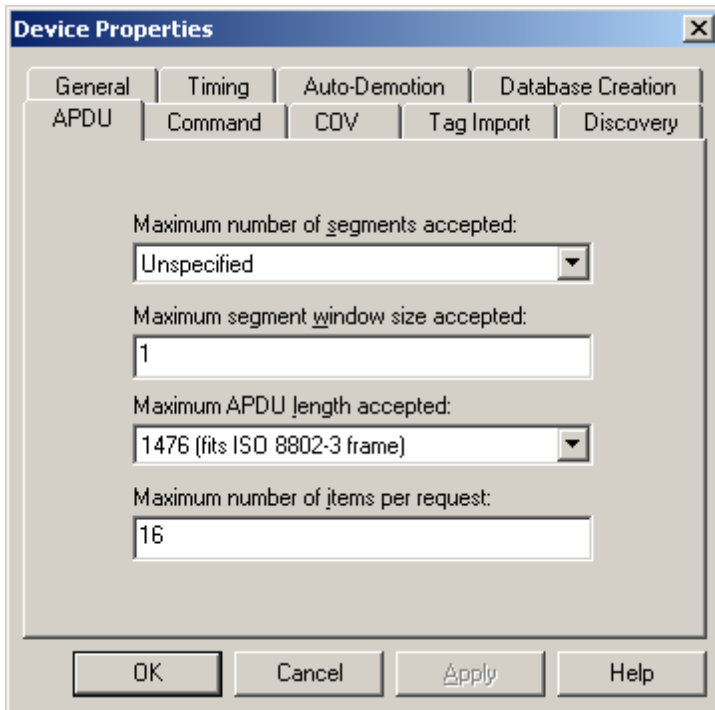 Device Properties
General Timing Auto-Demotion Database Creation
APDU Command COV Tag Import Discovery
Maximum number of segments accepted:
Unspecified
Maximum segment window size accepted:
1
Maximum APDU length accepted:
1476 (fits ISO 8802-3 frame)
Maximum number of items per request:
16
OK Cancel Apply Help